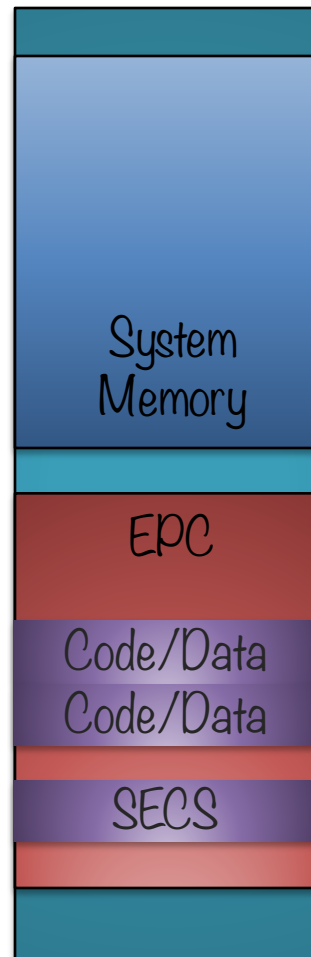 System
Memory
EPC
Code/Data
Code/Data
SECS